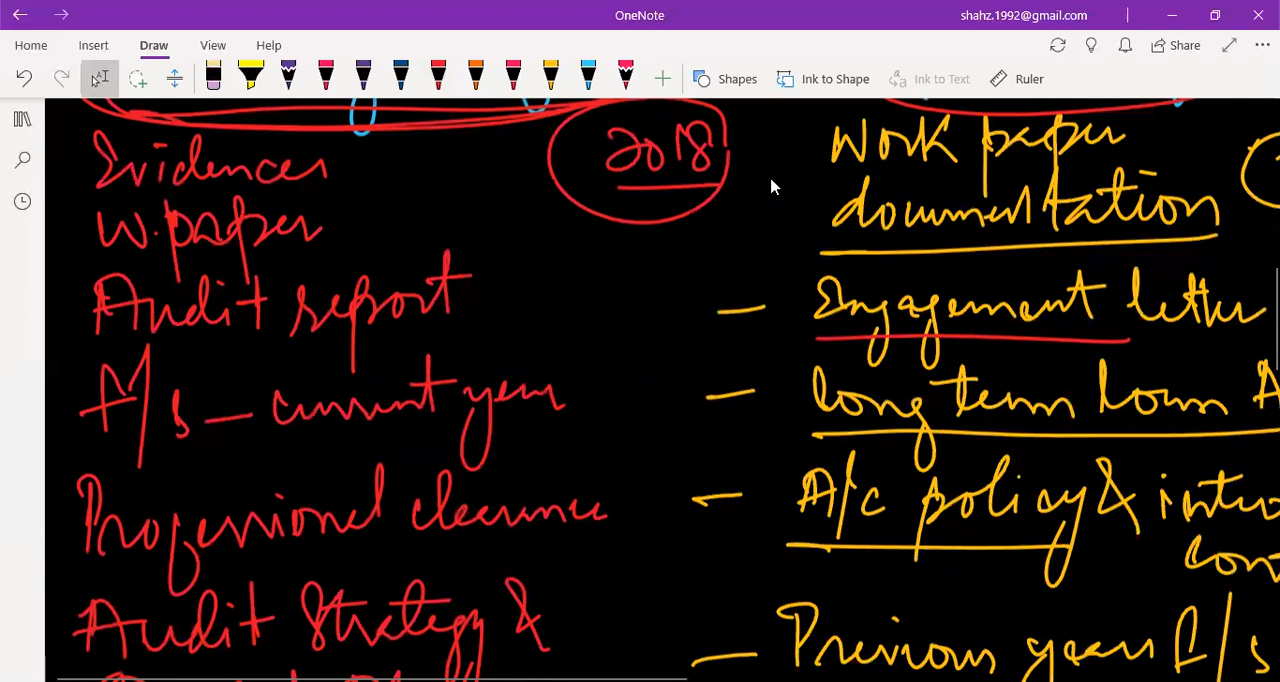 OneNote
shahz.1992@gmail.com
Home Insert Draw View Help
Share
Shapes Ink to Shape Ink to Text Ruler
2018
Evidences
W.paper
Audit report
F/s - current year
Professional clearance
Audit Strategy &
Work paper
documentation
- Engagement letter
- long term loan A
- A/c policy & inter
con
- Previous years f/s